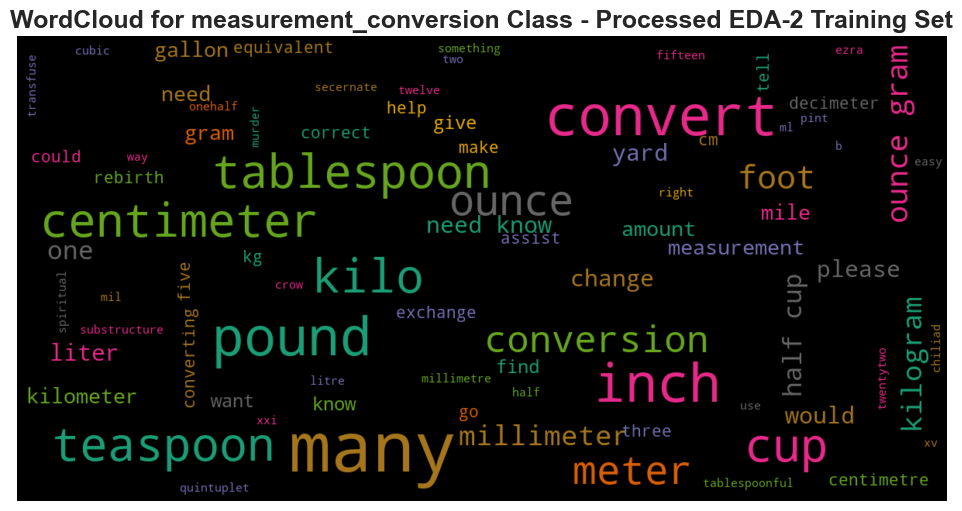 WordCloud for measurement_conversion Class - Processed EDA-2 Training Set
cubic
gallon
equivalent
something
two
fifteen
ezra
transfuse
need
onehalf
secernate
twelve
help
tell
decimeter
ounce gram
convert
murder
gram
correct
give
make
cm
ml
pint
b
could
way
rebirth
tablespoon
yard
foot
easy
right
centimeter
ounce
need know
assist
amount
mile
measurement
one
kg
kilo
crow
change
please
spiritual
mil
converting five
exchange
half cup
substructure
liter
pound
conversion
kilogram
chiliad
find
inch
twentytwo
kilometer
want
litre
know
millimetre
half
use
xxi
go
would
teaspoon
many
millimeter
three
cup
xv
meter
quintuplet
tablespoonful
centimetre